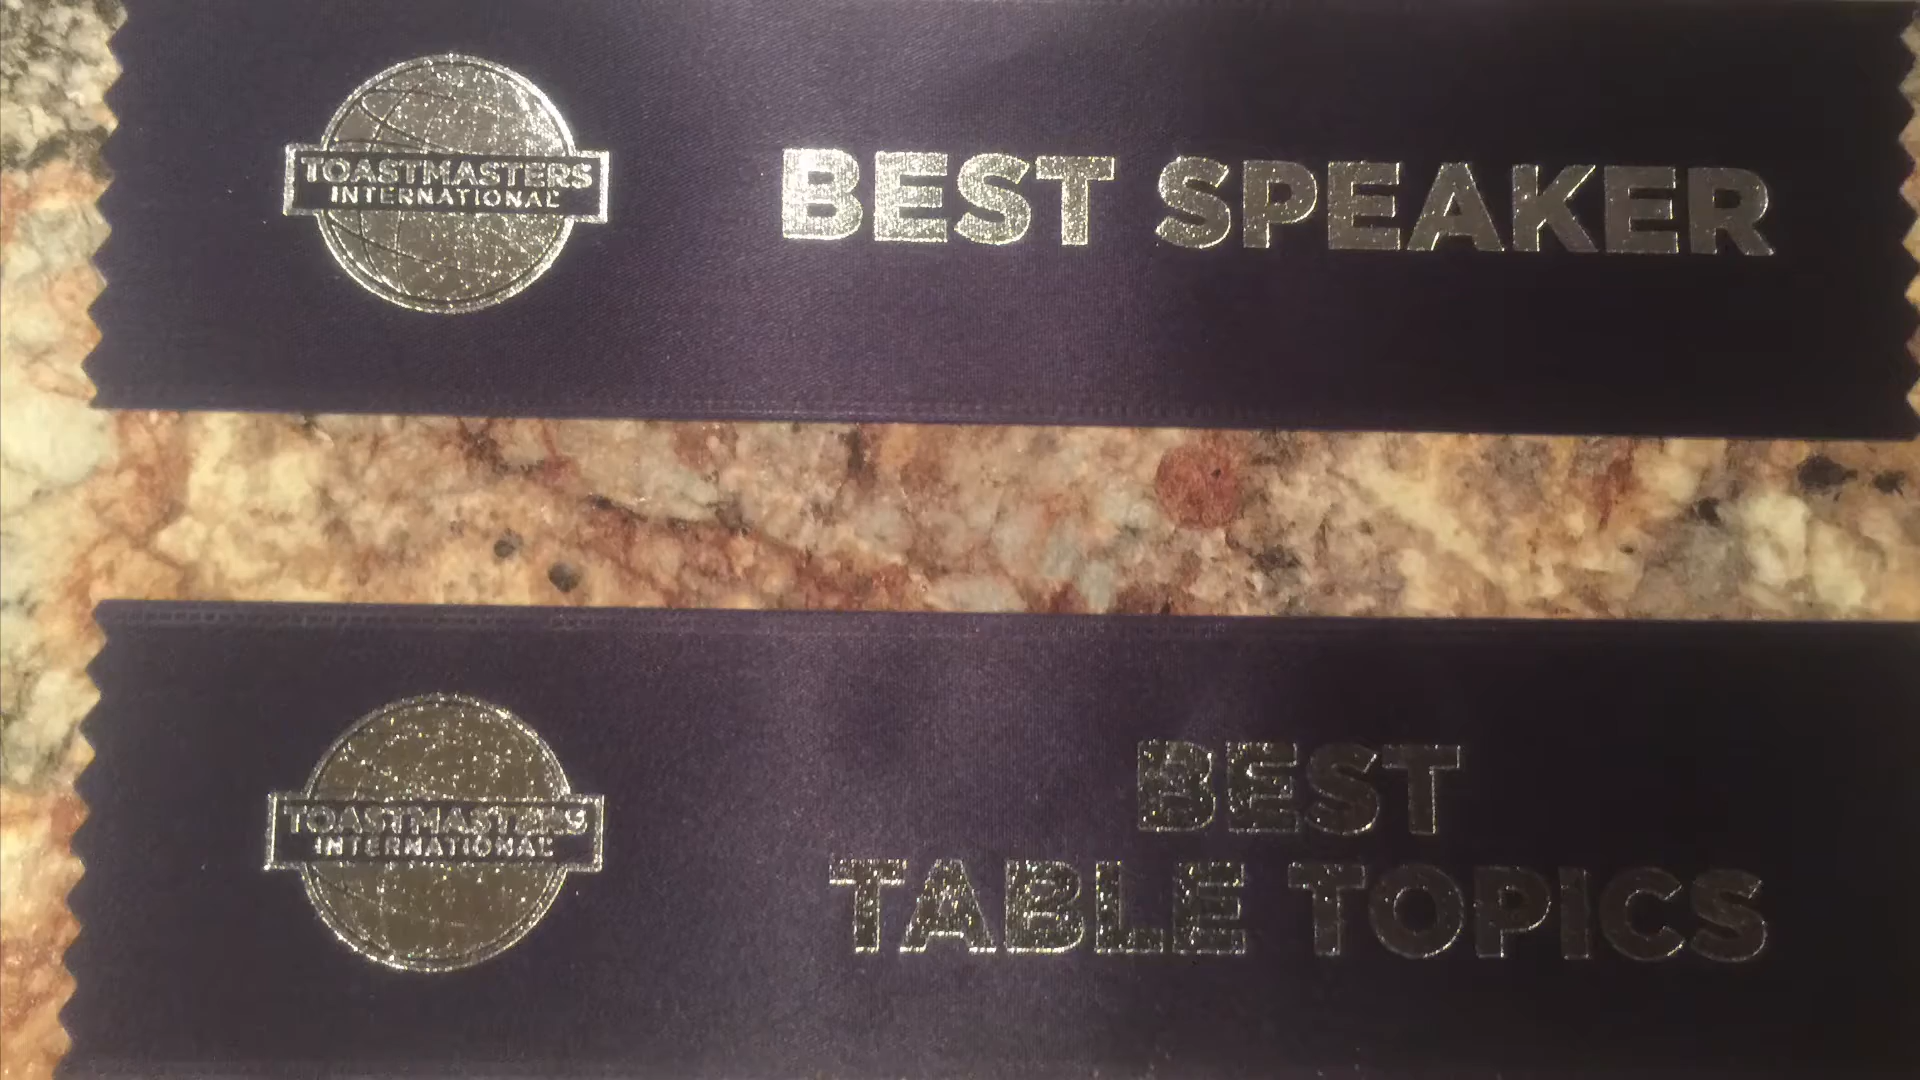 TOASTMASTERS
INTERNATIONAL
BEST SPEAKER
TOASTMASTERS
INTERNATIONAL
BEST
TABLE TOPICS